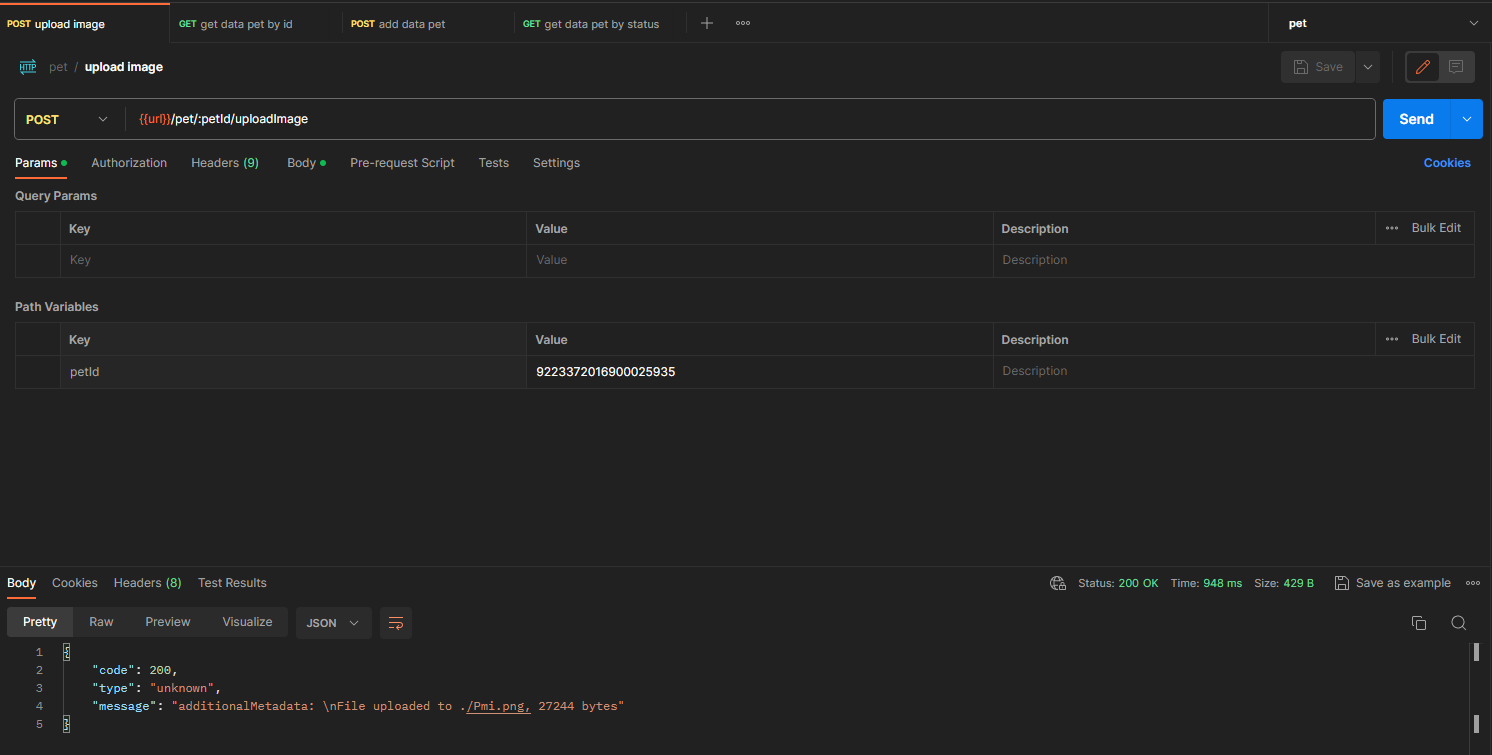 POST upload image GET get data pet by id POST add data pet GET get data pet by status pet
HTTP pet / upload image Save
POST {{url}}/pet/:petId/uploadImage Send
Params Authorization Headers (9) Body Pre-request Script Tests Settings Cookies
Query Params
Key Value Description Bulk Edit
Key Value Description
Path Variables
Key Value Description Bulk Edit
petId 9223372016900025935 Description
Body Cookies Headers (8) Test Results Status: 200 OK Time: 948 ms Size: 429 B Save as example
Pretty Raw Preview Visualize JSON
1 {
2 "code": 200,
3 "type": "unknown",
4 "message": "additionalMetadata: \nFile uploaded to ./Pmi.png, 27244 bytes"
5 }